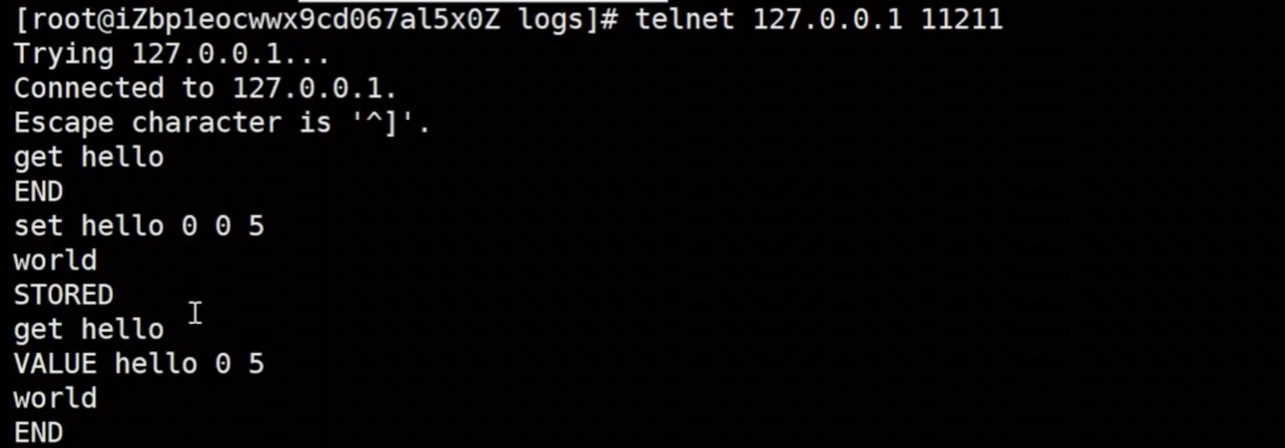 [root@iZbp1eocwwx9cd067al5x0Z logs]# telnet 127.0.0.1 11211
Trying 127.0.0.1...
Connected to 127.0.0.1.
Escape character is '^]'.
get hello
END
set hello 0 0 5
world
STORED
get hello
VALUE hello 0 5
world
END